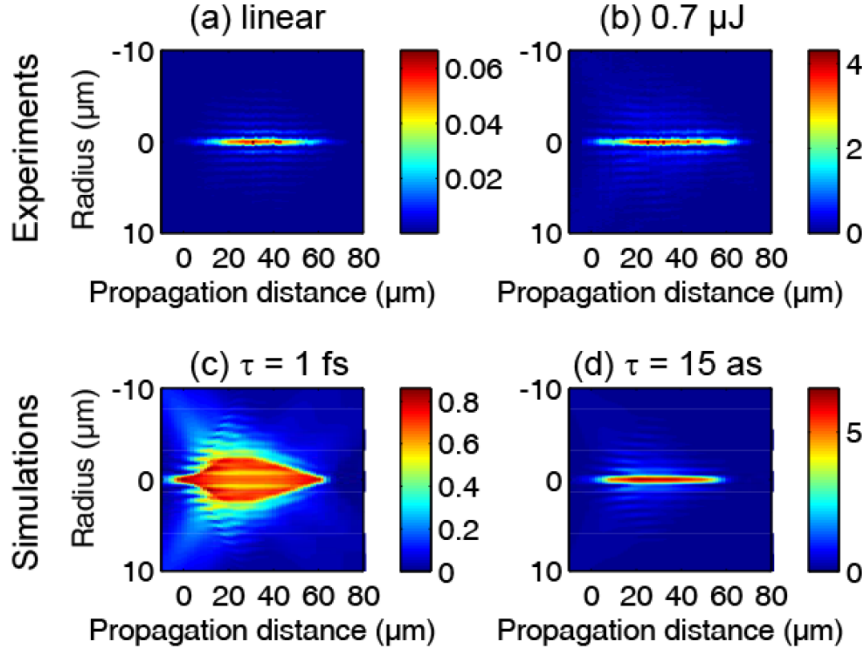 (a) linear
(b) 0.7 µJ
Experiments
Radius (µm)
-10
0
10
0 20 40 60 80
Propagation distance (µm)
0.06
0.04
0.02
-10
0
10
0 20 40 60 80
Propagation distance (µm)
4
2
0
(c) τ = 1 fs
(d) τ = 15 as
Simulations
Radius (µm)
-10
0
10
0 20 40 60 80
Propagation distance (µm)
0.8
0.6
0.4
0.2
0
-10
0
10
0 20 40 60 80
Propagation distance (µm)
5
0